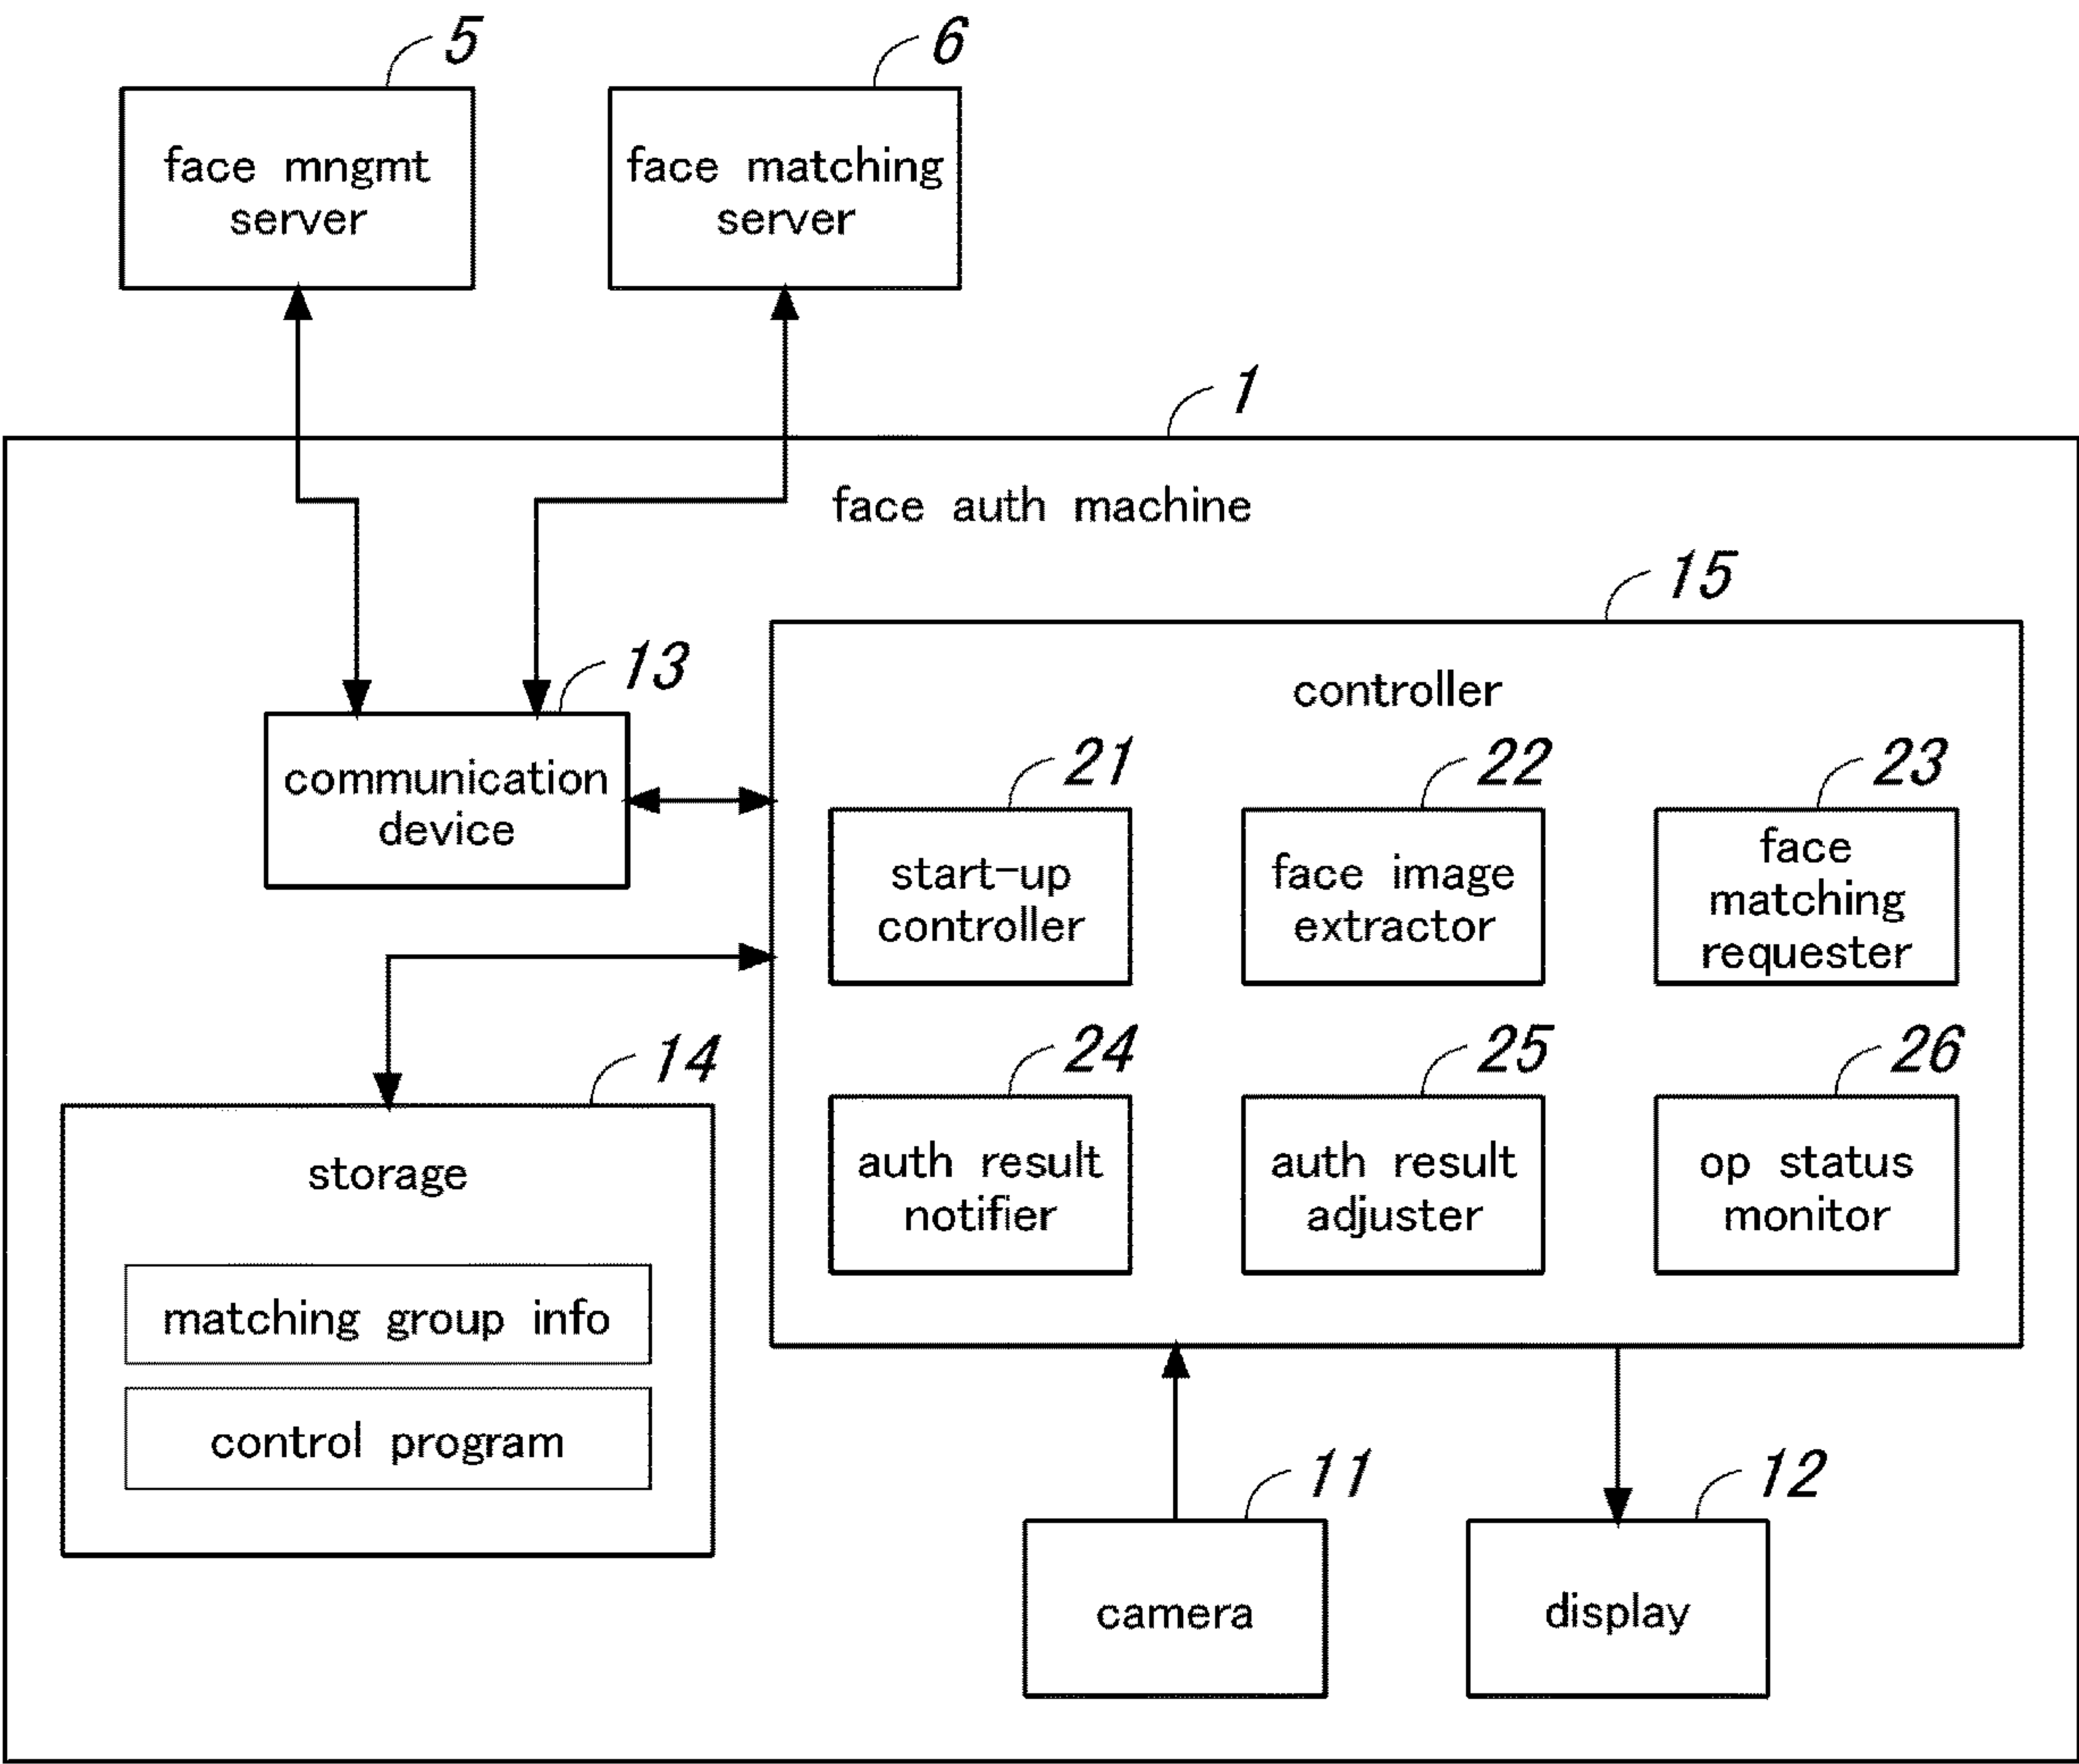 5
6
face mngmt
server
face matching
server
1
face auth machine
15
13
controller
communication
device
21
22
23
start-up
controller
face image
extractor
face
matching
requester
14
24
25
26
storage
auth result
notifier
auth result
adjuster
op status
monitor
matching group info
control program
11
12
camera
display